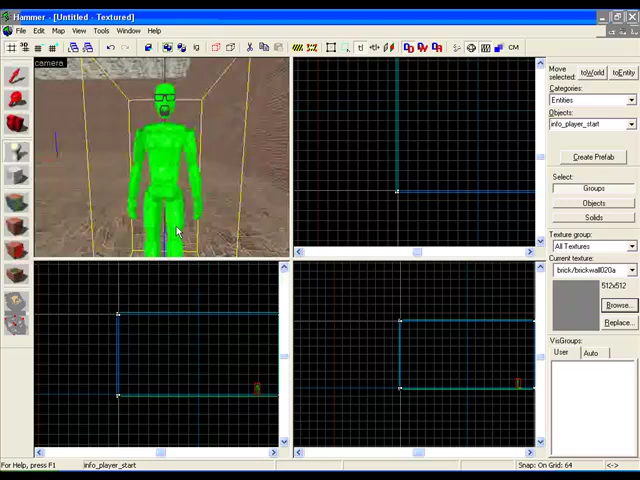 Hammer - [Untitled - Textured]
File Edit Map View Tools Instancing Window Help
CM
camera
Move selected:
toWorld
toEntity
Categories:
Entities
Objects:
info_player_start
Create Prefab
Select:
Groups
Objects
Solids
Texture group:
All Textures
Current texture:
brick/brickwall020a
512x512
Browse...
Replace...
VisGroups:
User
Auto
For Help, press F1
info_player_start
Snap: On Grid: 64
<->